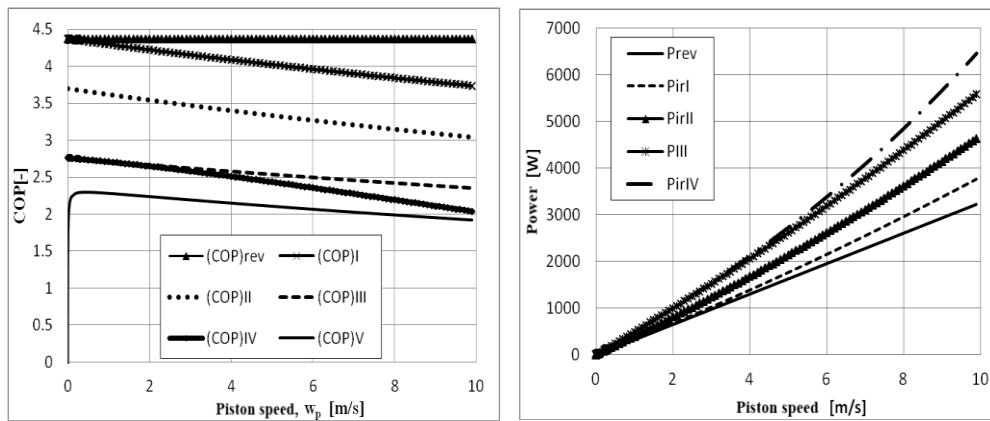 4.5
4
3.5
3
2.5
2
1.5
1
0.5
0
COP[-]
(COP)rev
(COP)I
(COP)II
(COP)III
(COP)IV
(COP)V
0
2
4
6
8
10
Piston speed, wp [m/s]
7000
6000
5000
4000
3000
2000
1000
0
Power [W]
Prev
PirI
PirII
PIII
PirIV
0
2
4
6
8
10
Piston speed [m/s]